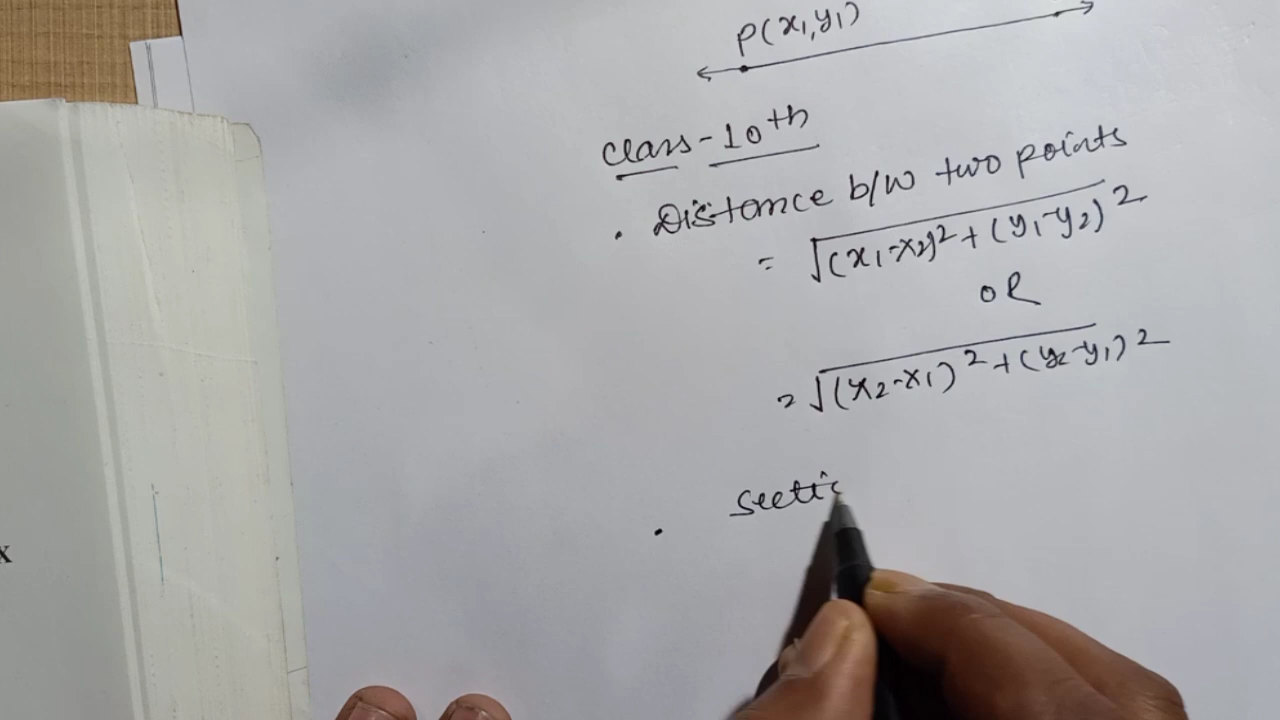 P(x₁,y₁)
class-10th
. Distance b/w two points
= √(x₁-x₂)² + (y₁-y₂)²
OR
= √(x₂-x₁)² + (y₂-y₁)²
. Secti
x